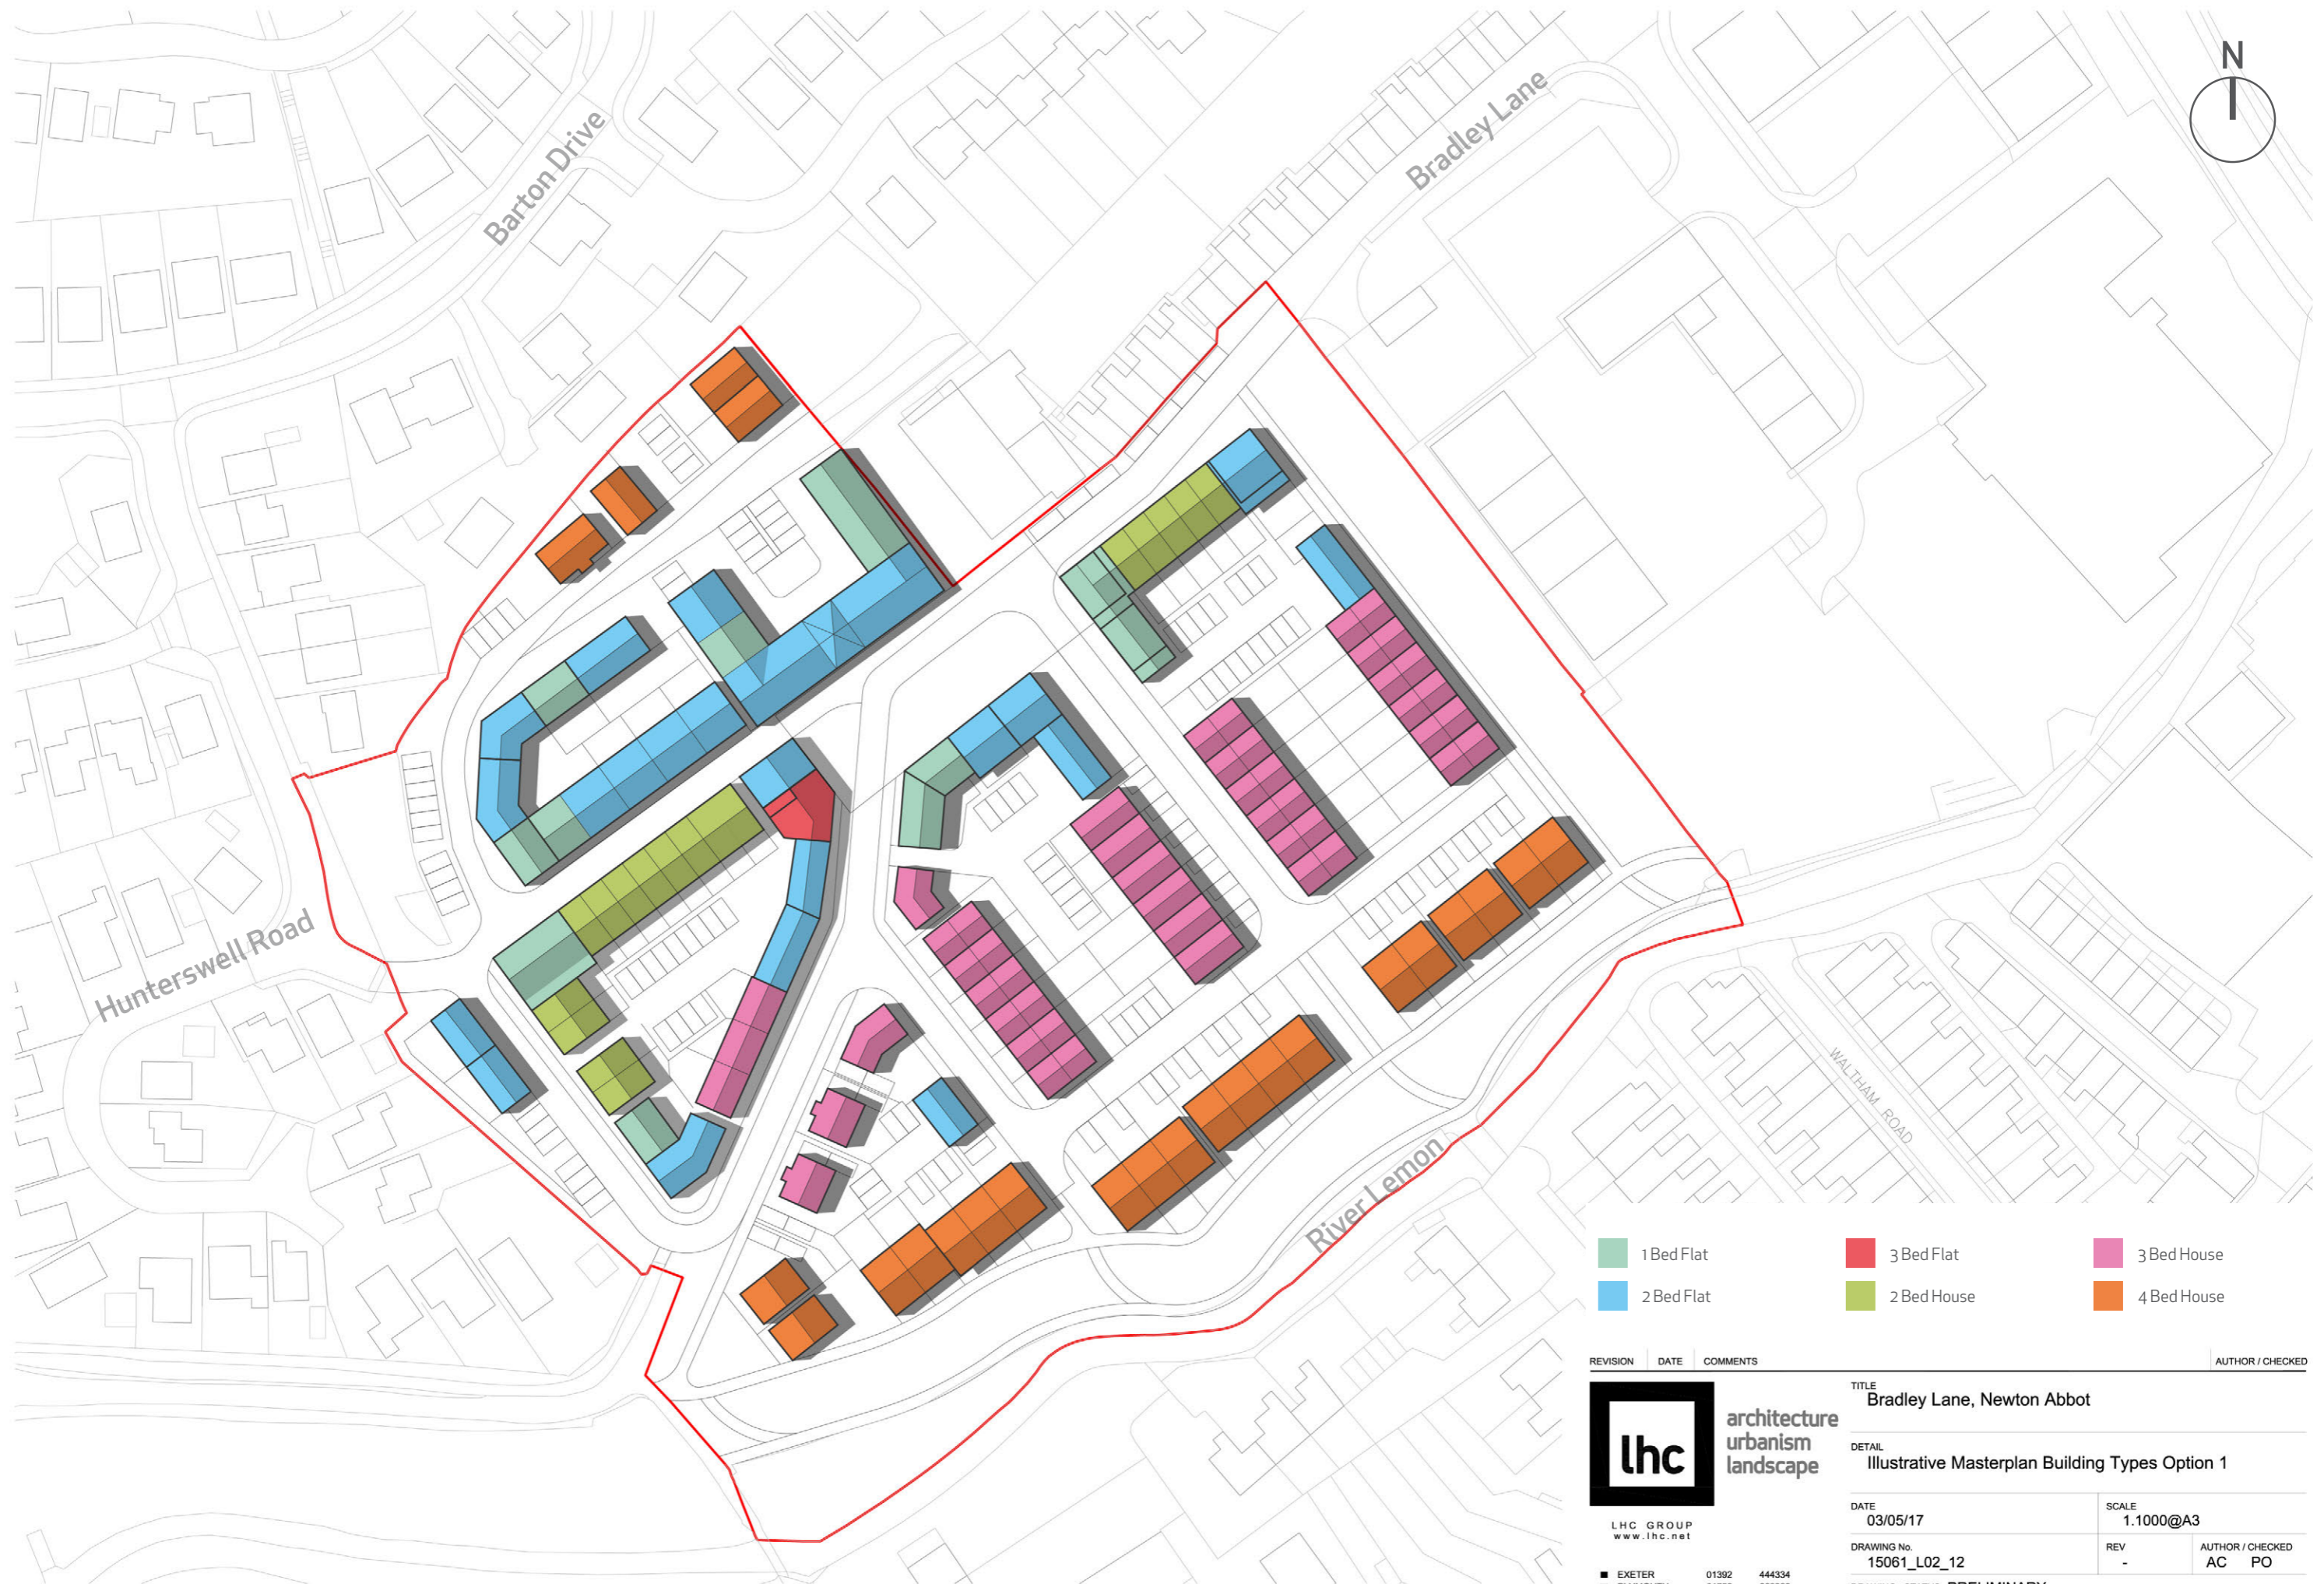 N
Barton Drive
Bradley Lane
Hunterswell Road
WALTHAM ROAD
River Lemon
1 Bed Flat
3 Bed Flat
3 Bed House
2 Bed Flat
2 Bed House
4 Bed House
REVISION DATE COMMENTS AUTHOR / CHECKED
lhc
architecture
urbanism
landscape
LHC GROUP
www.lhc.net
TITLE
Bradley Lane, Newton Abbot
DETAIL
Illustrative Masterplan Building Types Option 1
DATE
03/05/17
SCALE
1.1000@A3
DRAWING No.
15061_L02_12
REV
-
AUTHOR / CHECKED
AC PO
EXETER 01392 444334